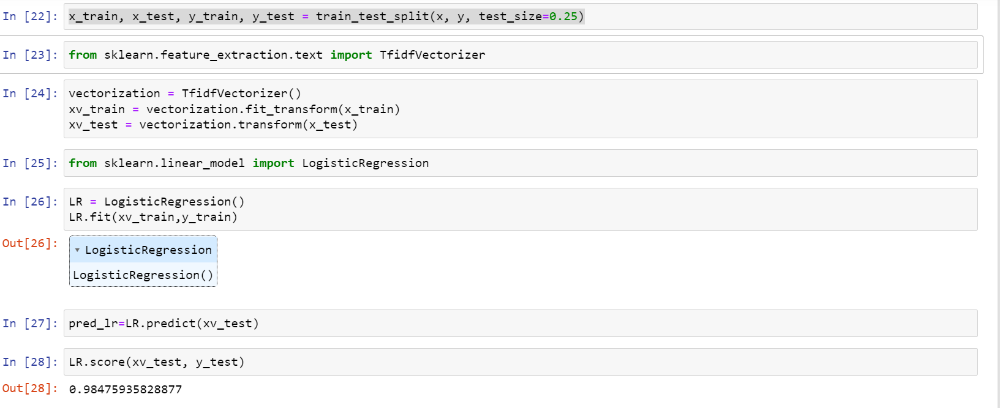 In [22]: x_train, x_test, y_train, y_test = train_test_split(x, y, test_size=0.25)
In [23]: from sklearn.feature_extraction.text import TfidfVectorizer
In [24]: vectorization = TfidfVectorizer()
xv_train = vectorization.fit_transform(x_train)
xv_test = vectorization.transform(x_test)
In [25]: from sklearn.linear_model import LogisticRegression
In [26]: LR = LogisticRegression()
LR.fit(xv_train,y_train)
Out[26]: ▾ LogisticRegression
LogisticRegression()
In [27]: pred_lr=LR.predict(xv_test)
In [28]: LR.score(xv_test, y_test)
Out[28]: 0.98475935828877